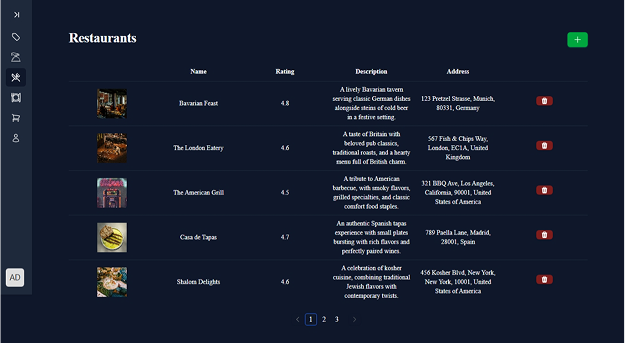 Restaurants
Name Rating Description Address
A lively Bavarian tavern
serving classic German dishes
alongside steins of cold beer
in a festive setting.
Bavarian Feast 4.8
123 Pretzel Strasse, Munich,
80331, Germany
A taste of Britain with
beloved pub classics,
traditional roasts, and a hearty
menu full of British charm.
The London Eatery 4.6
567 Fish & Chips Way,
London, EC1A, United
Kingdom
A tribute to American
barbecue, with smoky flavors,
grilled specialties, and classic
comfort food staples.
The American Grill 4.5
321 BBQ Ave, Los Angeles,
California, 90001, United
States of America
An authentic Spanish tapas
experience with small plates
bursting with rich flavors and
perfectly paired wines.
Casa de Tapas 4.7
789 Paella Lane, Madrid,
28001, Spain
A celebration of kosher
cuisine, combining traditional
Jewish flavors with
contemporary twists.
Shalom Delights 4.6
456 Kosher Blvd, New York,
New York, 10001, United
States of America
AD
1 2 3